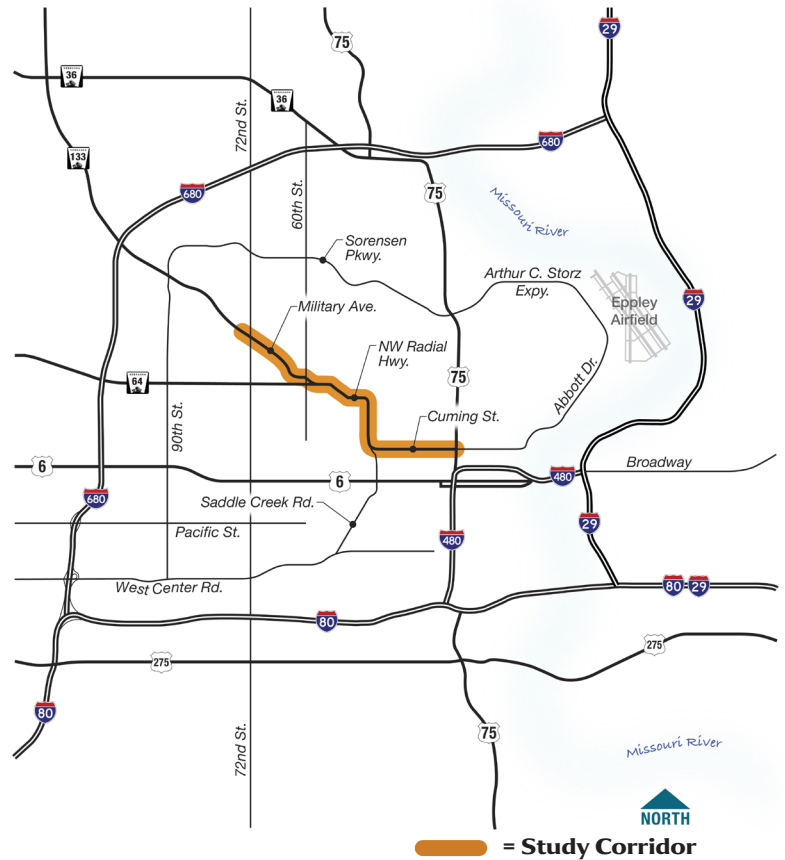 29
75
36
36
72nd St.
680
133
60th St.
680
75
Missouri River
Sorensen
Pkwy.
Arthur C. Storz
Expy.
Eppley
Airfield
29
Military Ave.
NW Radial
Hwy.
75
64
Abbott Dr.
90th St.
Cuming St.
6
Broadway
480
6
680
Saddle Creek Rd.
29
Pacific St.
480
West Center Rd.
80
29
80
275
275
80
72nd St.
75
Missouri River
NORTH
= Study Corridor